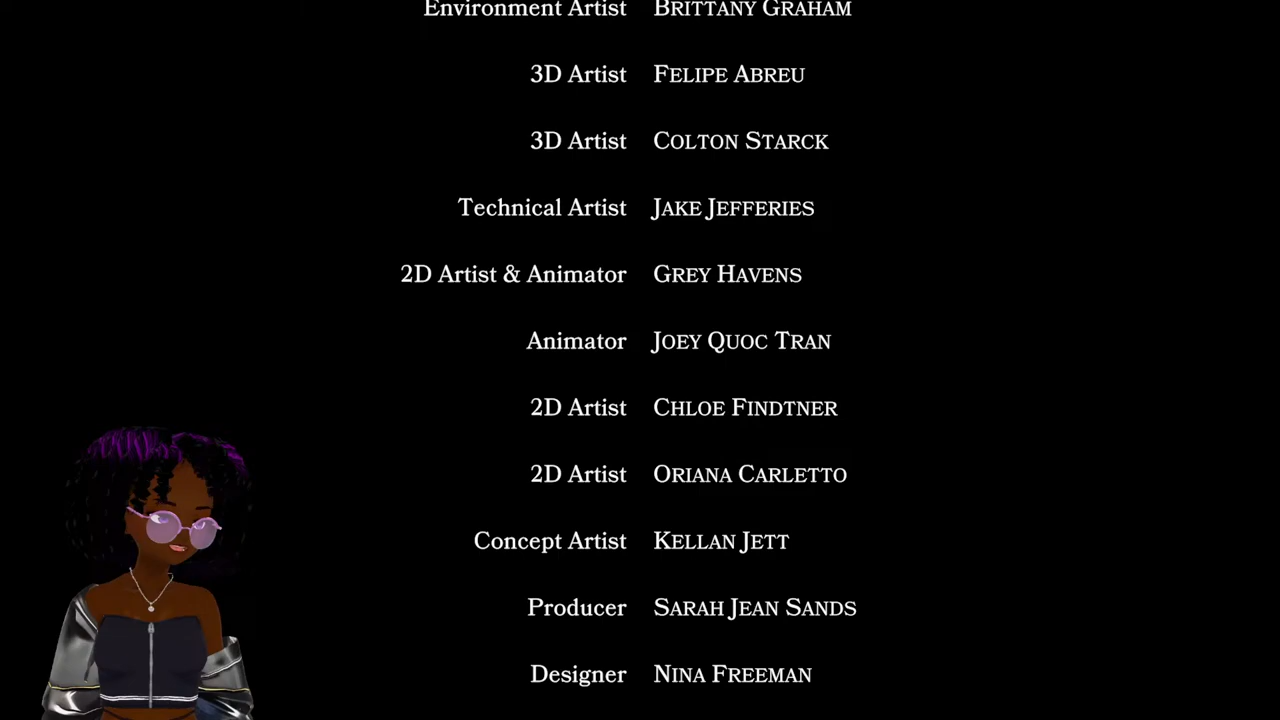 Environment Artist BRITTANY GRAHAM
3D Artist FELIPE ABREU
3D Artist COLTON STARCK
Technical Artist JAKE JEFFERIES
2D Artist & Animator GREY HAVENS
Animator JOEY QUOC TRAN
2D Artist CHLOE FINDTNER
2D Artist ORIANA CARLETTO
Concept Artist KELLAN JETT
Producer SARAH JEAN SANDS
Designer NINA FREEMAN